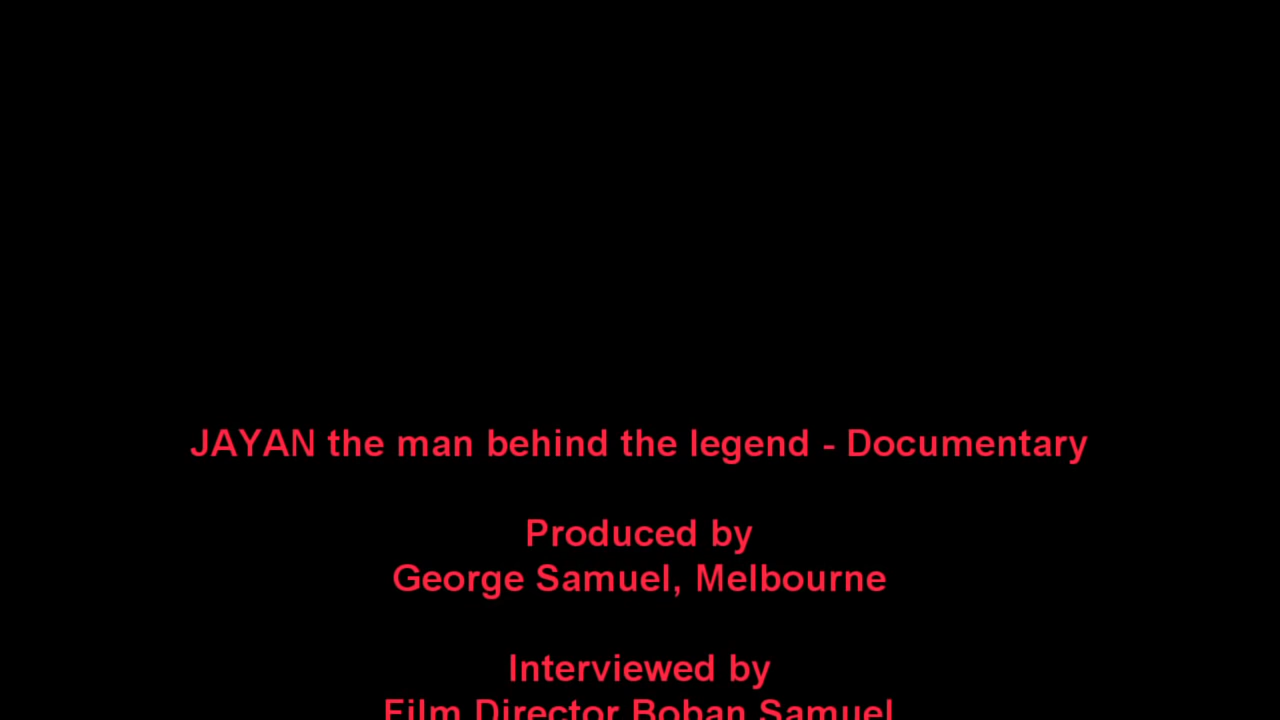 JAYAN the man behind the legend - Documentary
Produced by
George Samuel, Melbourne
Interviewed by
Film Director Boban Samuel